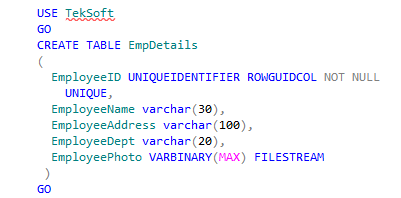 USE TekSoft
GO
CREATE TABLE EmpDetails
(
EmployeeID UNIQUEIDENTIFIER ROWGUIDCOL NOT NULL
UNIQUE,
EmployeeName varchar(30),
EmployeeAddress varchar(100),
EmployeeDept varchar(20),
EmployeePhoto VARBINARY(MAX) FILESTREAM
)
GO